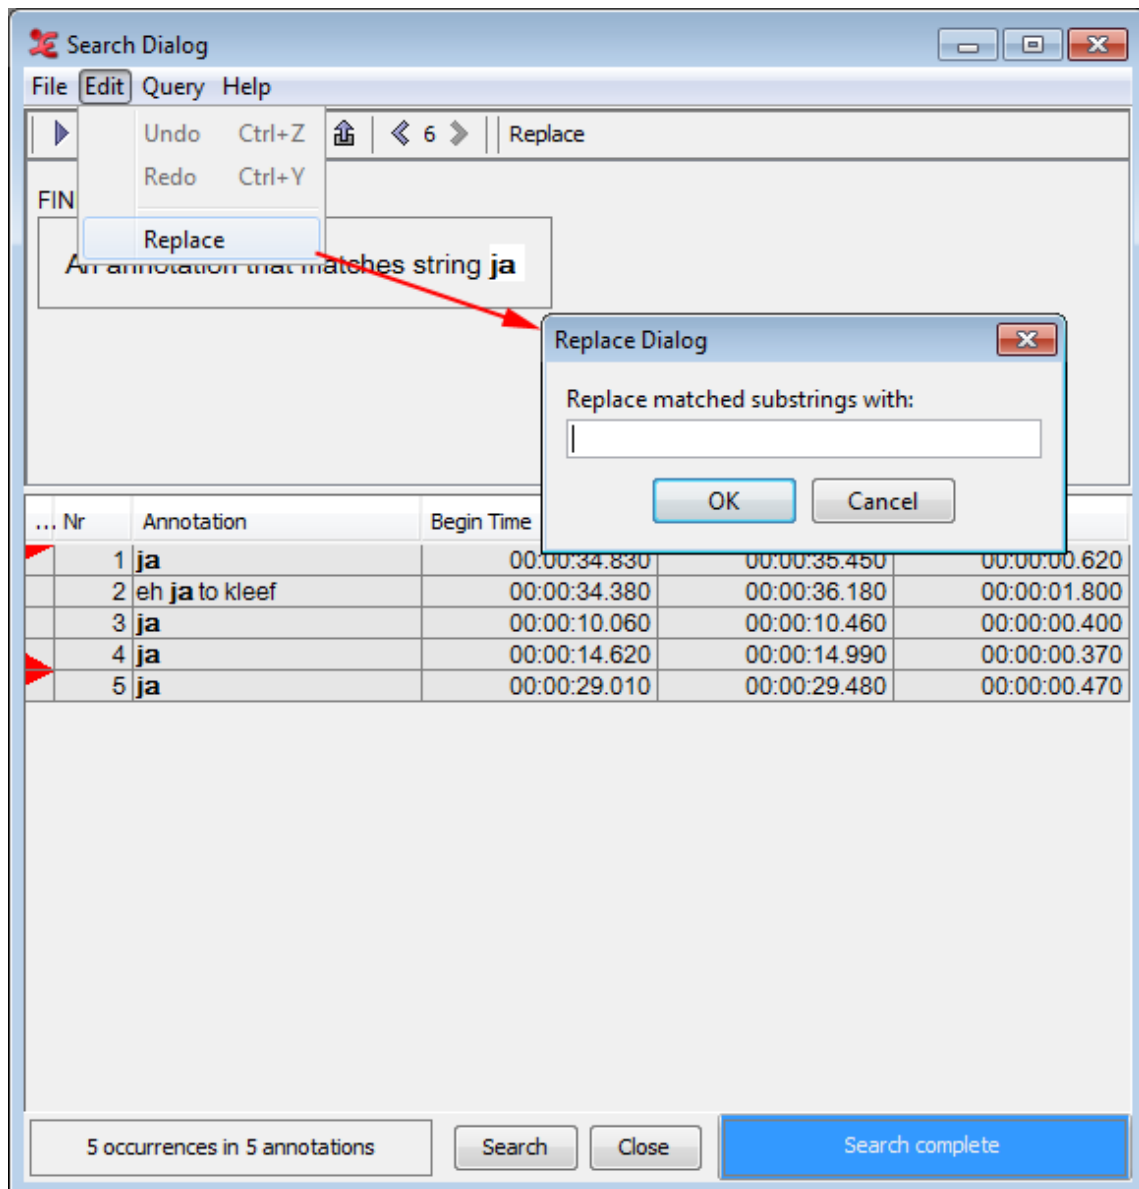 Search Dialog
File Edit Query Help
Undo Ctrl+Z
6
Replace
Redo Ctrl+Y
FIN
Replace
An annotation that matches string ja
Replace Dialog
Replace matched substrings with:
OK Cancel
... Nr Annotation Begin Time
1 ja 00:00:34.830 00:00:35.450 00:00:00.620
2 eh ja to kleef 00:00:34.380 00:00:36.180 00:00:01.800
3 ja 00:00:10.060 00:00:10.460 00:00:00.400
4 ja 00:00:14.620 00:00:14.990 00:00:00.370
5 ja 00:00:29.010 00:00:29.480 00:00:00.470
5 occurrences in 5 annotations Search Close Search complete